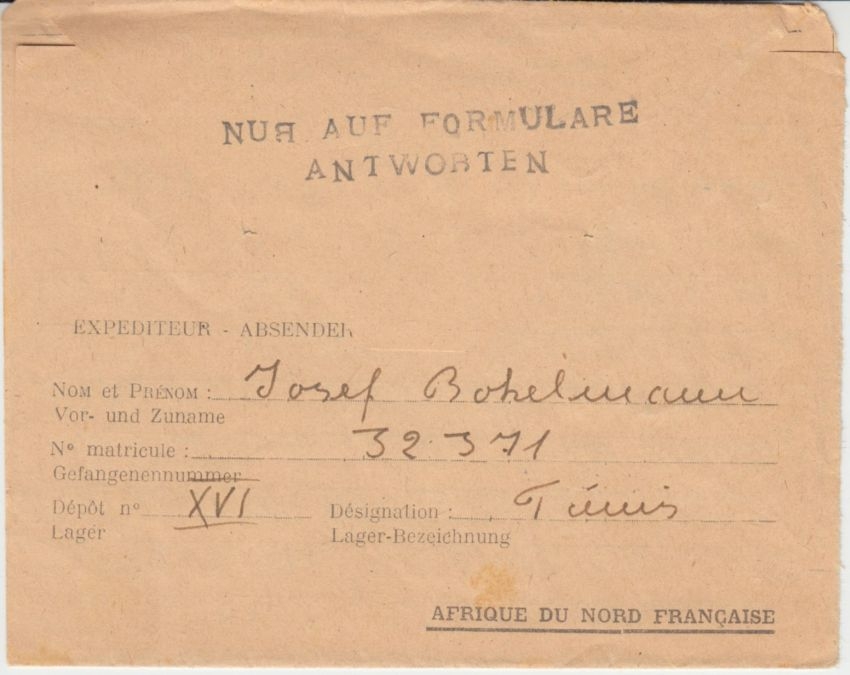 NUR AUF FORMULARE
ANTWORTEN
EXPEDITEUR - ABSENDER
NOM et PRÉNOM : Josef Bokelmann
Vor- und Zuname
N° matricule : 32.371
Gefangenennummer
Dépôt n° XVI Désignation : Tunis
Lager Lager-Bezeichnung
AFRIQUE DU NORD FRANÇAISE